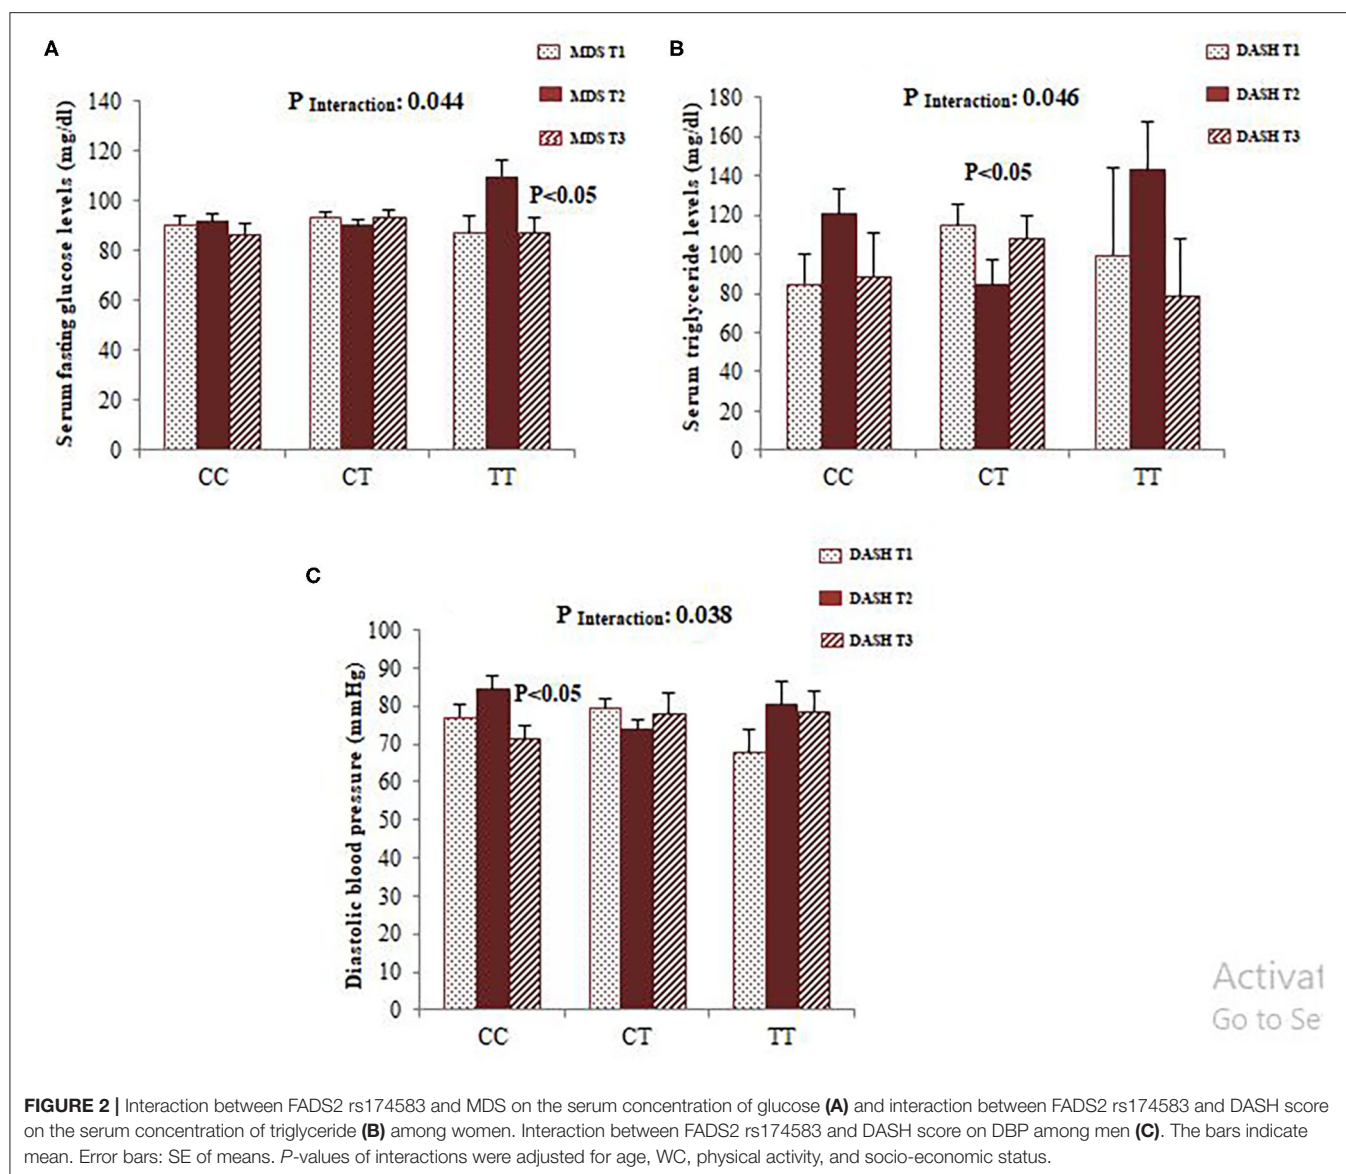 A
MDS T1
MDS T2
MDS T3
P Interaction: 0.044
Serum fasting glucose levels (mg/dl)
140
120
100
80
60
40
20
0
P<0.05
CC CT TT
B
DASH T1
DASH T2
DASH T3
P Interaction: 0.046
Serum triglyceride levels (mg/dl)
180
160
140
120
100
80
60
40
20
0
P<0.05
CC CT TT
C
DASH T1
DASH T2
DASH T3
P Interaction: 0.038
Diastolic blood pressure (mmHg)
100
90
80
70
60
50
40
30
20
10
0
P<0.05
CC CT TT
Activat
Go to Se
FIGURE 2 | Interaction between FADS2 rs174583 and MDS on the serum concentration of glucose (A) and interaction between FADS2 rs174583 and DASH score
on the serum concentration of triglyceride (B) among women. Interaction between FADS2 rs174583 and DASH score on DBP among men (C). The bars indicate
mean. Error bars: SE of means. P-values of interactions were adjusted for age, WC, physical activity, and socio-economic status.